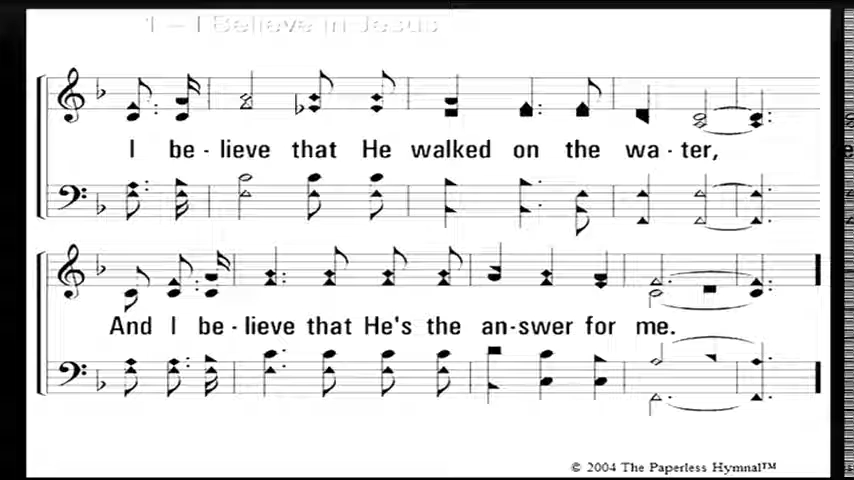 1 – I Believe in Jesus
I be - lieve that He walked on the wa - ter,
And I be - lieve that He's the an - swer for me.
© 2004 The Paperless Hymnal™